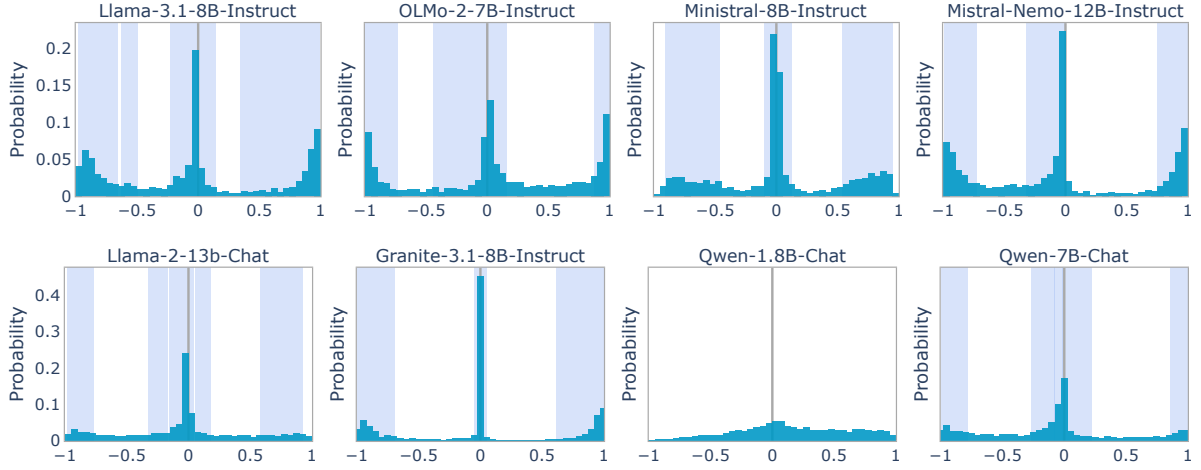 Llama-3.1-8B-Instruct
OLMo-2-7B-Instruct
Ministral-8B-Instruct
Mistral-Nemo-12B-Instruct
Probability
0.2
0.15
0.1
0.05
0
−1 −0.5 0 0.5 1
Probability
−1 −0.5 0 0.5 1
Probability
−1 −0.5 0 0.5 1
Probability
−1 −0.5 0 0.5 1
Llama-2-13b-Chat
Granite-3.1-8B-Instruct
Qwen-1.8B-Chat
Qwen-7B-Chat
Probability
0.4
0.3
0.2
0.1
0
−1 −0.5 0 0.5 1
Probability
−1 −0.5 0 0.5 1
Probability
−1 −0.5 0 0.5 1
Probability
−1 −0.5 0 0.5 1